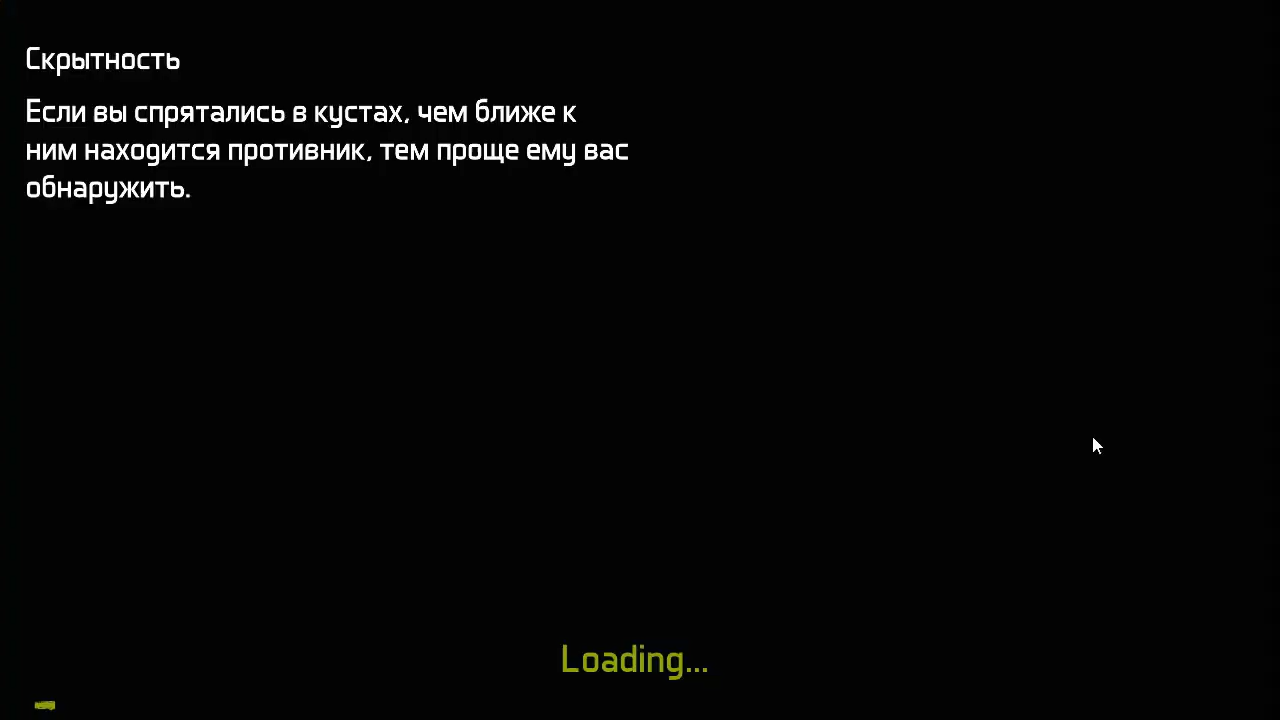 Скрытность
Если вы спрятались в кустах, чем ближе к
ним находится противник, тем проще ему вас
обнаружить.
Loading...